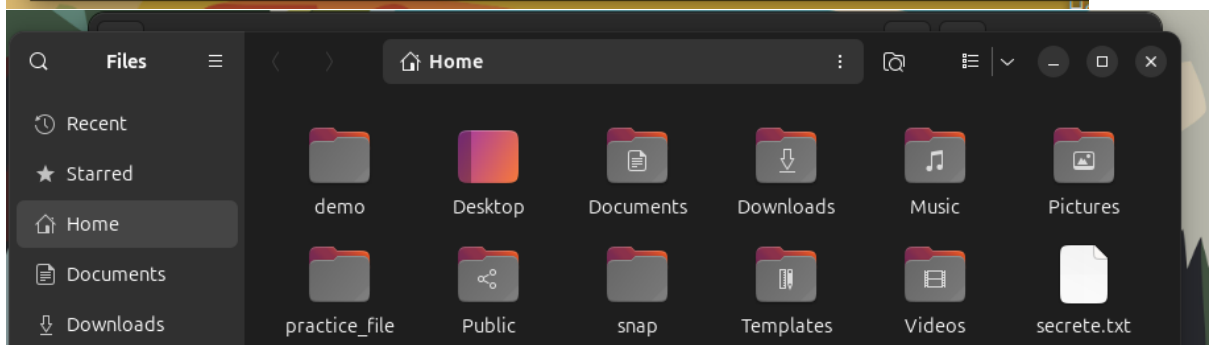 Files
Home
Recent
Starred
Home
Documents
Downloads
demo Desktop Documents Downloads Music Pictures
practice_file Public snap Templates Videos secrete.txt